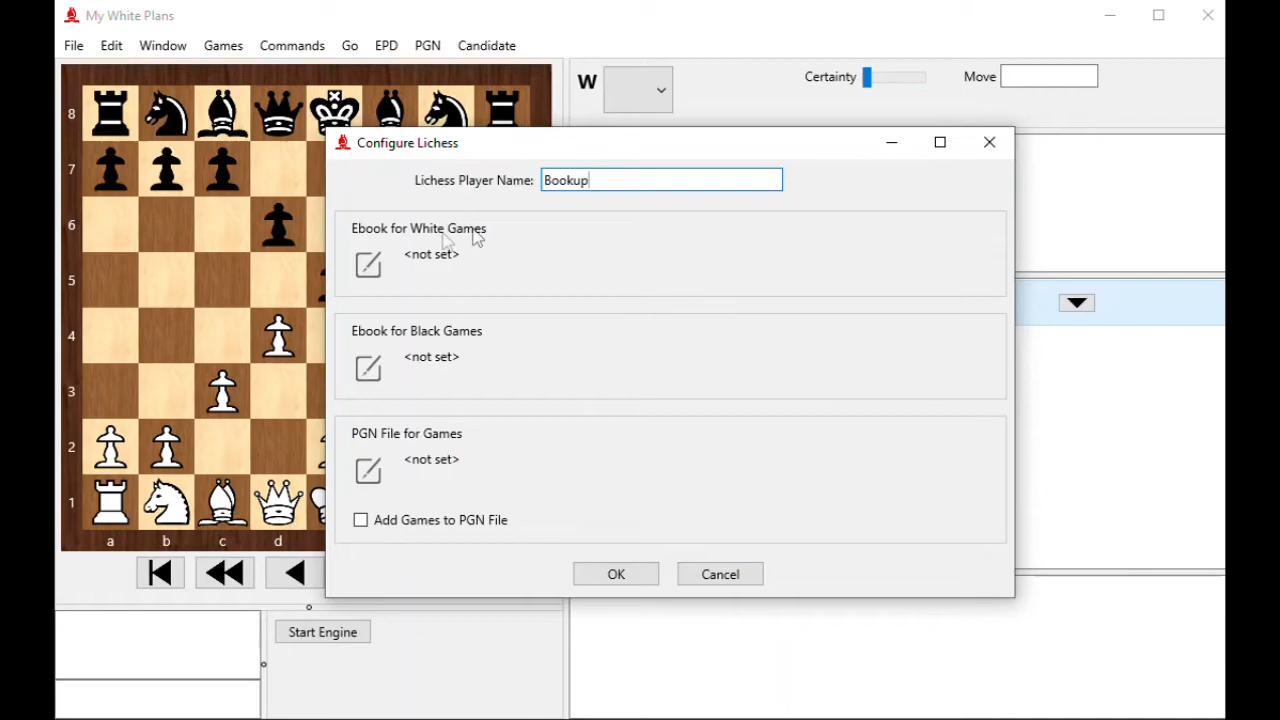 My White Plans
File Edit Window Games Commands Go EPD PGN Candidate
W
Certainty
Move
8
7
6
5
4
3
2
1
a b c d
Configure Lichess
Lichess Player Name: Bookup
Ebook for White Games
<not set>
Ebook for Black Games
<not set>
PGN File for Games
<not set>
Add Games to PGN File
OK Cancel
Start Engine